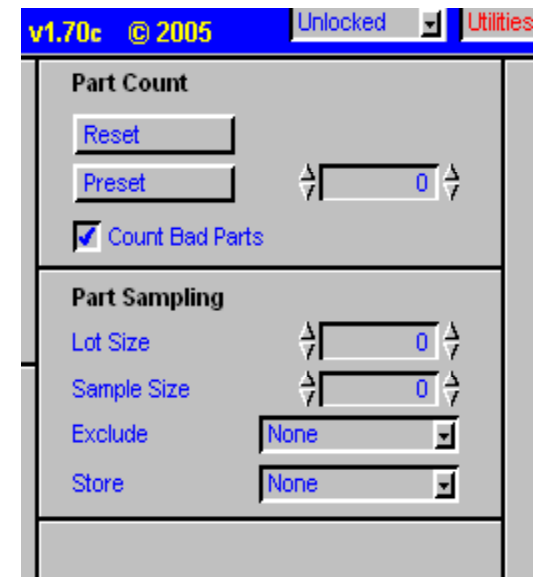 v1.70c © 2005 Unlocked Utilities
Part Count
Reset
Preset 0
Count Bad Parts
Part Sampling
Lot Size 0
Sample Size 0
Exclude None
Store None